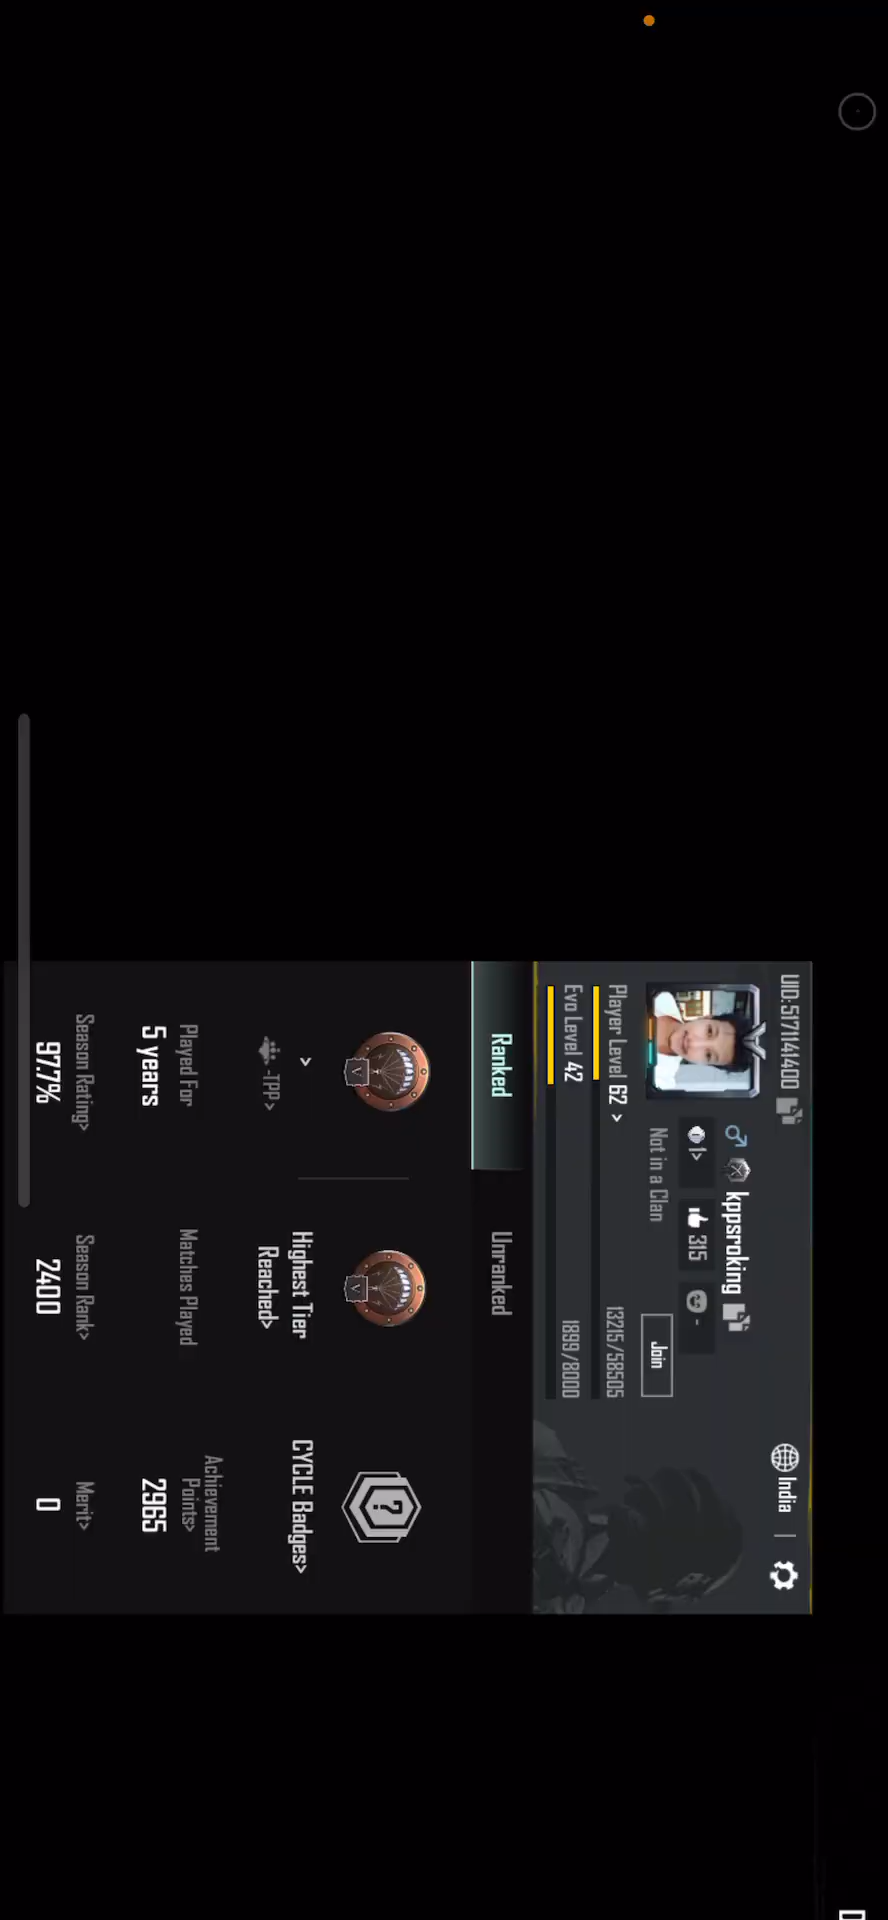 UID:5171141400
India
kppsroking
1>
315
-
Not in a Clan
Join
Player Level 62 >
13215/58505
Evo Level 42
1899/8000
Ranked
Unranked
V
V
?
-TPP>
Highest Tier
Reached>
CYCLE Badges>
Played For
5 years
Matches Played
Achievement
Points>
2965
Season Rating>
97.7%
Season Rank>
2400
Merit>
0